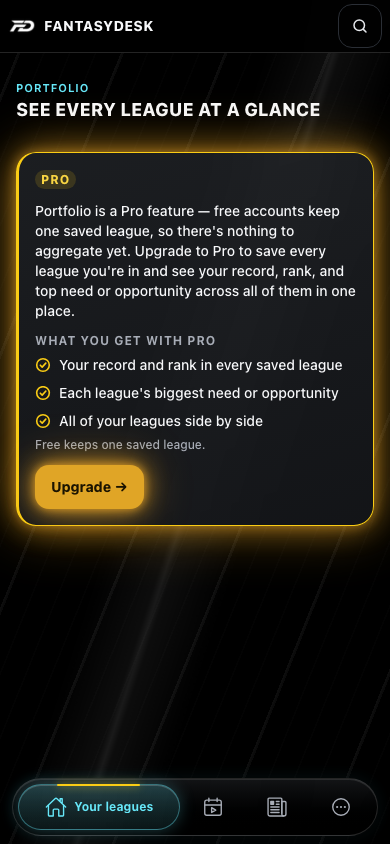 FD FANTASYDESK
PORTFOLIO
SEE EVERY LEAGUE AT A GLANCE
PRO
Portfolio is a Pro feature — free accounts keep
one saved league, so there's nothing to
aggregate yet. Upgrade to Pro to save every
league you're in and see your record, rank, and
top need or opportunity across all of them in one
place.
WHAT YOU GET WITH PRO
Your record and rank in every saved league
Each league's biggest need or opportunity
All of your leagues side by side
Free keeps one saved league.
Upgrade →
Your leagues